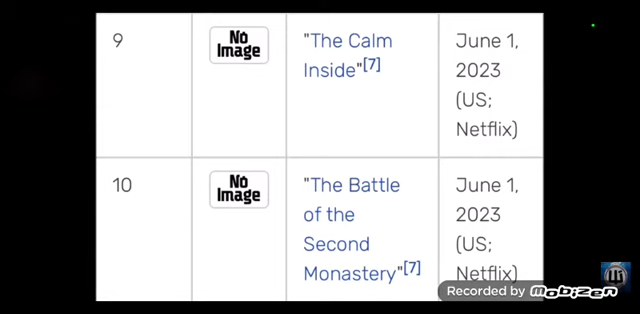 9
No
Image
"The Calm
Inside"[7]
June 1,
2023
(US;
Netflix)
10
No
Image
"The Battle
of the
Second
Monastery"[7]
June 1,
2023
(US;
Netflix)
Recorded by Mobizen